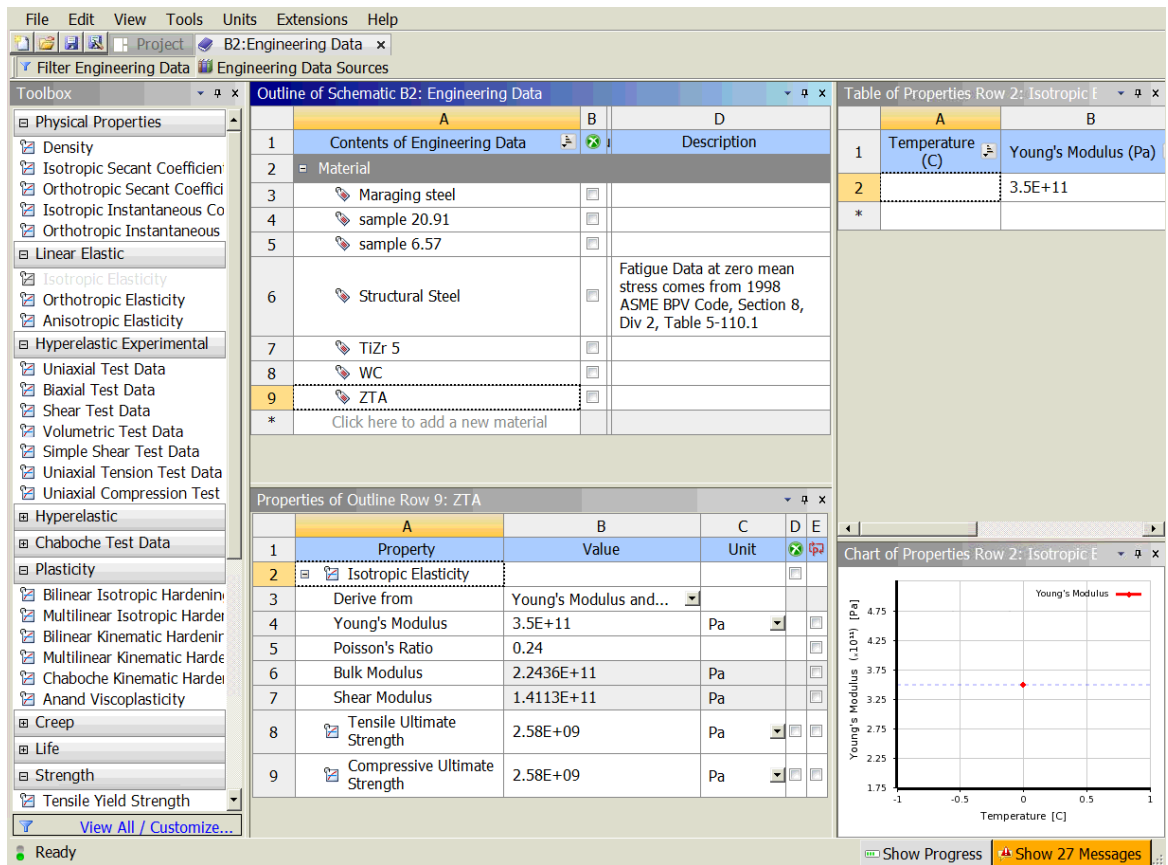 File Edit View Tools Units Extensions Help
Project B2:Engineering Data x
Filter Engineering Data Engineering Data Sources
Toolbox
Physical Properties
Density
Isotropic Secant Coefficien
Orthotropic Secant Coeffici
Isotropic Instantaneous Co
Orthotropic Instantaneous
Linear Elastic
Isotropic Elasticity
Orthotropic Elasticity
Anisotropic Elasticity
Hyperelastic Experimental
Uniaxial Test Data
Biaxial Test Data
Shear Test Data
Volumetric Test Data
Simple Shear Test Data
Uniaxial Tension Test Data
Uniaxial Compression Test
Hyperelastic
Chaboche Test Data
Plasticity
Bilinear Isotropic Hardenin
Multilinear Isotropic Harder
Bilinear Kinematic Hardenir
Multilinear Kinematic Harde
Chaboche Kinematic Harder
Anand Viscoplasticity
Creep
Life
Strength
Tensile Yield Strength
View All / Customize...
Outline of Schematic B2: Engineering Data
A B D
1 Contents of Engineering Data Description
2 Material
3 Maraging steel
4 sample 20.91
5 sample 6.57
6 Structural Steel
Fatigue Data at zero mean
stress comes from 1998
ASME BPV Code, Section 8,
Div 2, Table 5-110.1
7 TiZr 5
8 WC
9 ZTA
* Click here to add a new material
Properties of Outline Row 9: ZTA
A B C D E
1 Property Value Unit
2 Isotropic Elasticity
3 Derive from Young's Modulus and...
4 Young's Modulus 3.5E+11 Pa
5 Poisson's Ratio 0.24
6 Bulk Modulus 2.2436E+11 Pa
7 Shear Modulus 1.4113E+11 Pa
8 Tensile Ultimate
Strength 2.58E+09 Pa
9 Compressive Ultimate
Strength 2.58E+09 Pa
Table of Properties Row 2: Isotropic E
A B
1 Temperature
(C) Young's Modulus (Pa)
2 3.5E+11
*
Chart of Properties Row 2: Isotropic E
Young's Modulus
Young's Modulus (.10¹¹) [Pa]
4.75
4.25
3.75
3.25
2.75
2.25
1.75
-1 -0.5 0 0.5 1
Temperature [C]
Ready
Show Progress Show 27 Messages